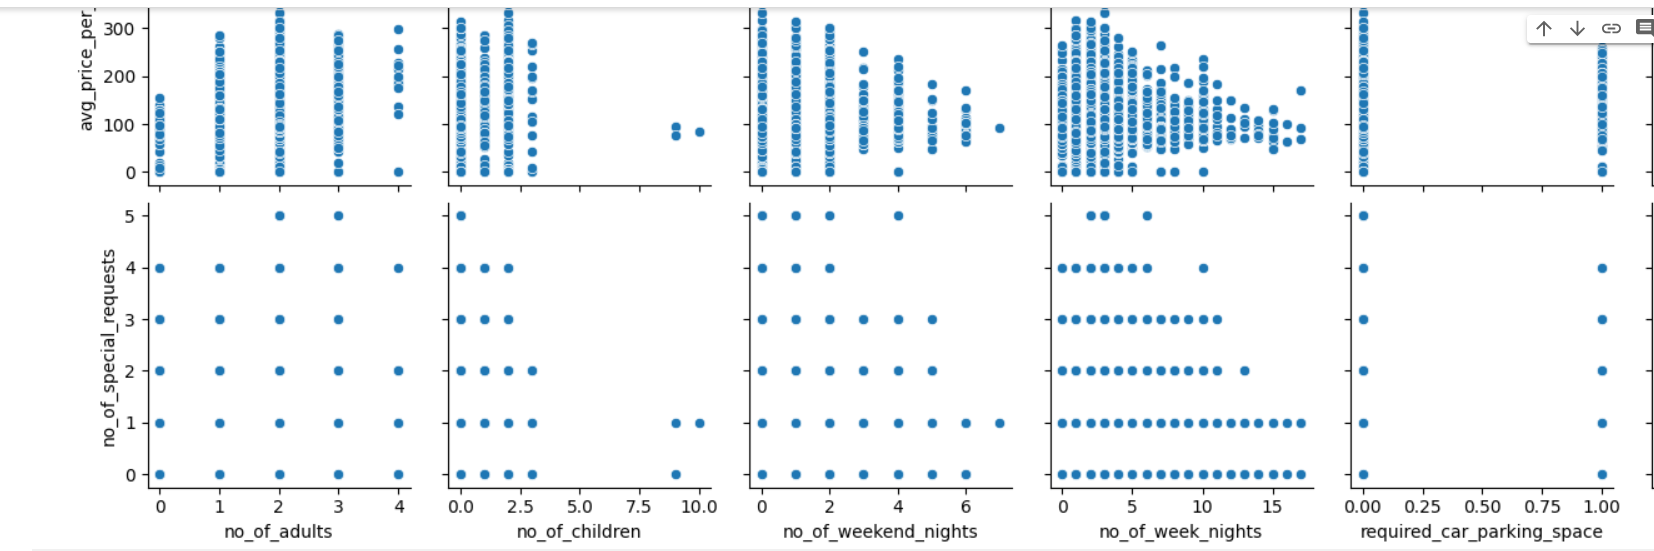 avg_price_per_
300
200
100
0
no_of_special_requests
5
4
3
2
1
0
0 1 2 3 4
no_of_adults
0.0 2.5 5.0 7.5 10.0
no_of_children
0 2 4 6
no_of_weekend_nights
0 5 10 15
no_of_week_nights
0.00 0.25 0.50 0.75 1.00
required_car_parking_space